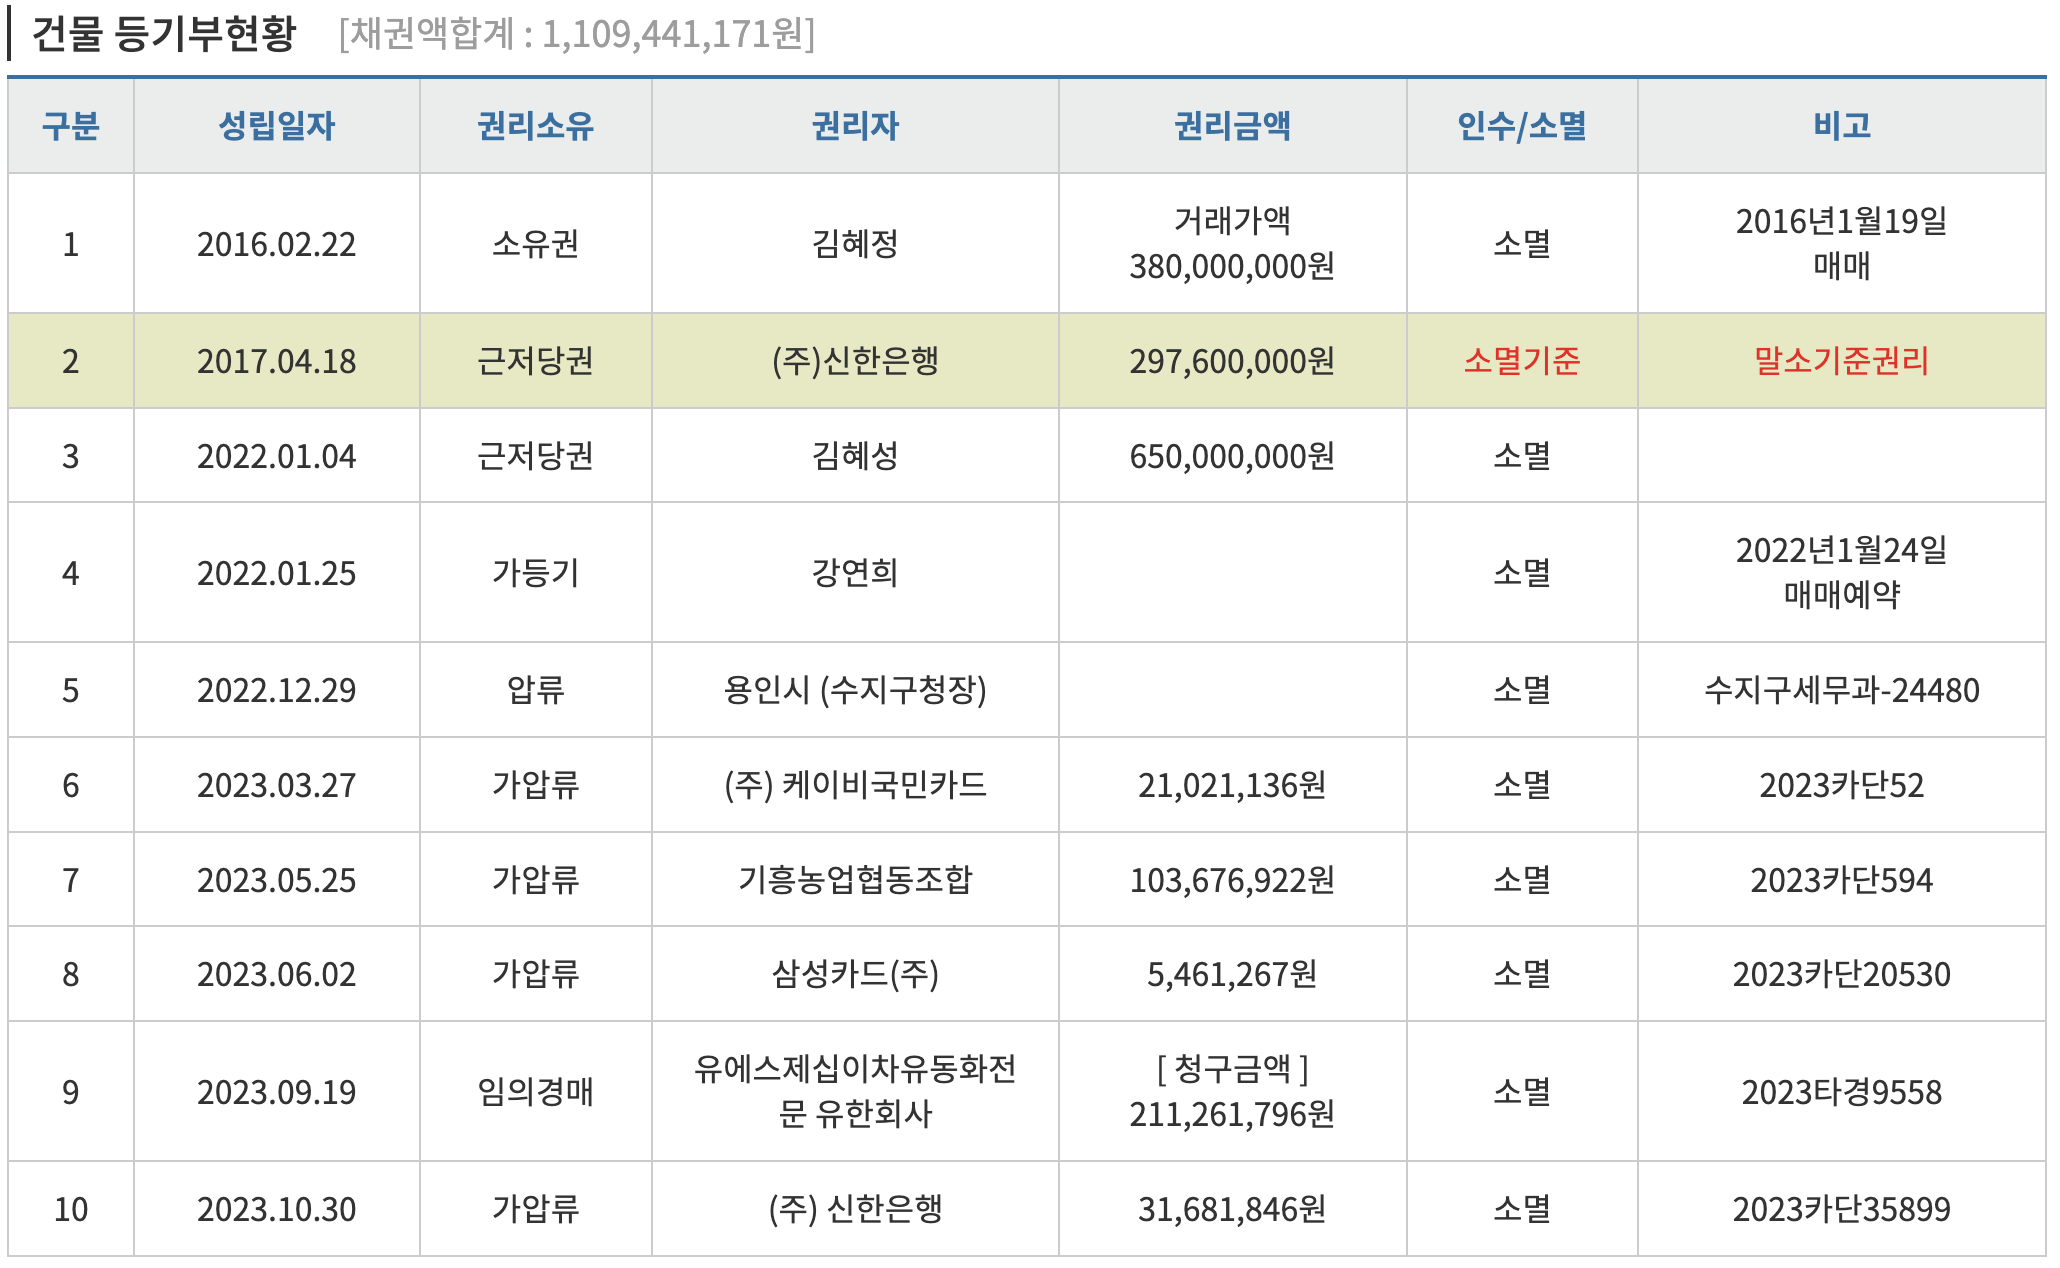 건물 등기부현황 [채권액합계 : 1,109,441,171원]
구분 성립일자 권리소유 권리자 권리금액 인수/소멸 비고
1 2016.02.22 소유권 김혜정 거래가액 380,000,000원 소멸 2016년1월19일 매매
2 2017.04.18 근저당권 (주)신한은행 297,600,000원 소멸기준 말소기준권리
3 2022.01.04 근저당권 김혜성 650,000,000원 소멸
4 2022.01.25 가등기 강연희 소멸 2022년1월24일 매매예약
5 2022.12.29 압류 용인시 (수지구청장) 소멸 수지구세무과-24480
6 2023.03.27 가압류 (주) 케이비국민카드 21,021,136원 소멸 2023카단52
7 2023.05.25 가압류 기흥농업협동조합 103,676,922원 소멸 2023카단594
8 2023.06.02 가압류 삼성카드(주) 5,461,267원 소멸 2023카단20530
9 2023.09.19 임의경매 유에스제십이차유동화전문 유한회사 [ 청구금액 ] 211,261,796원 소멸 2023타경9558
10 2023.10.30 가압류 (주) 신한은행 31,681,846원 소멸 2023카단35899